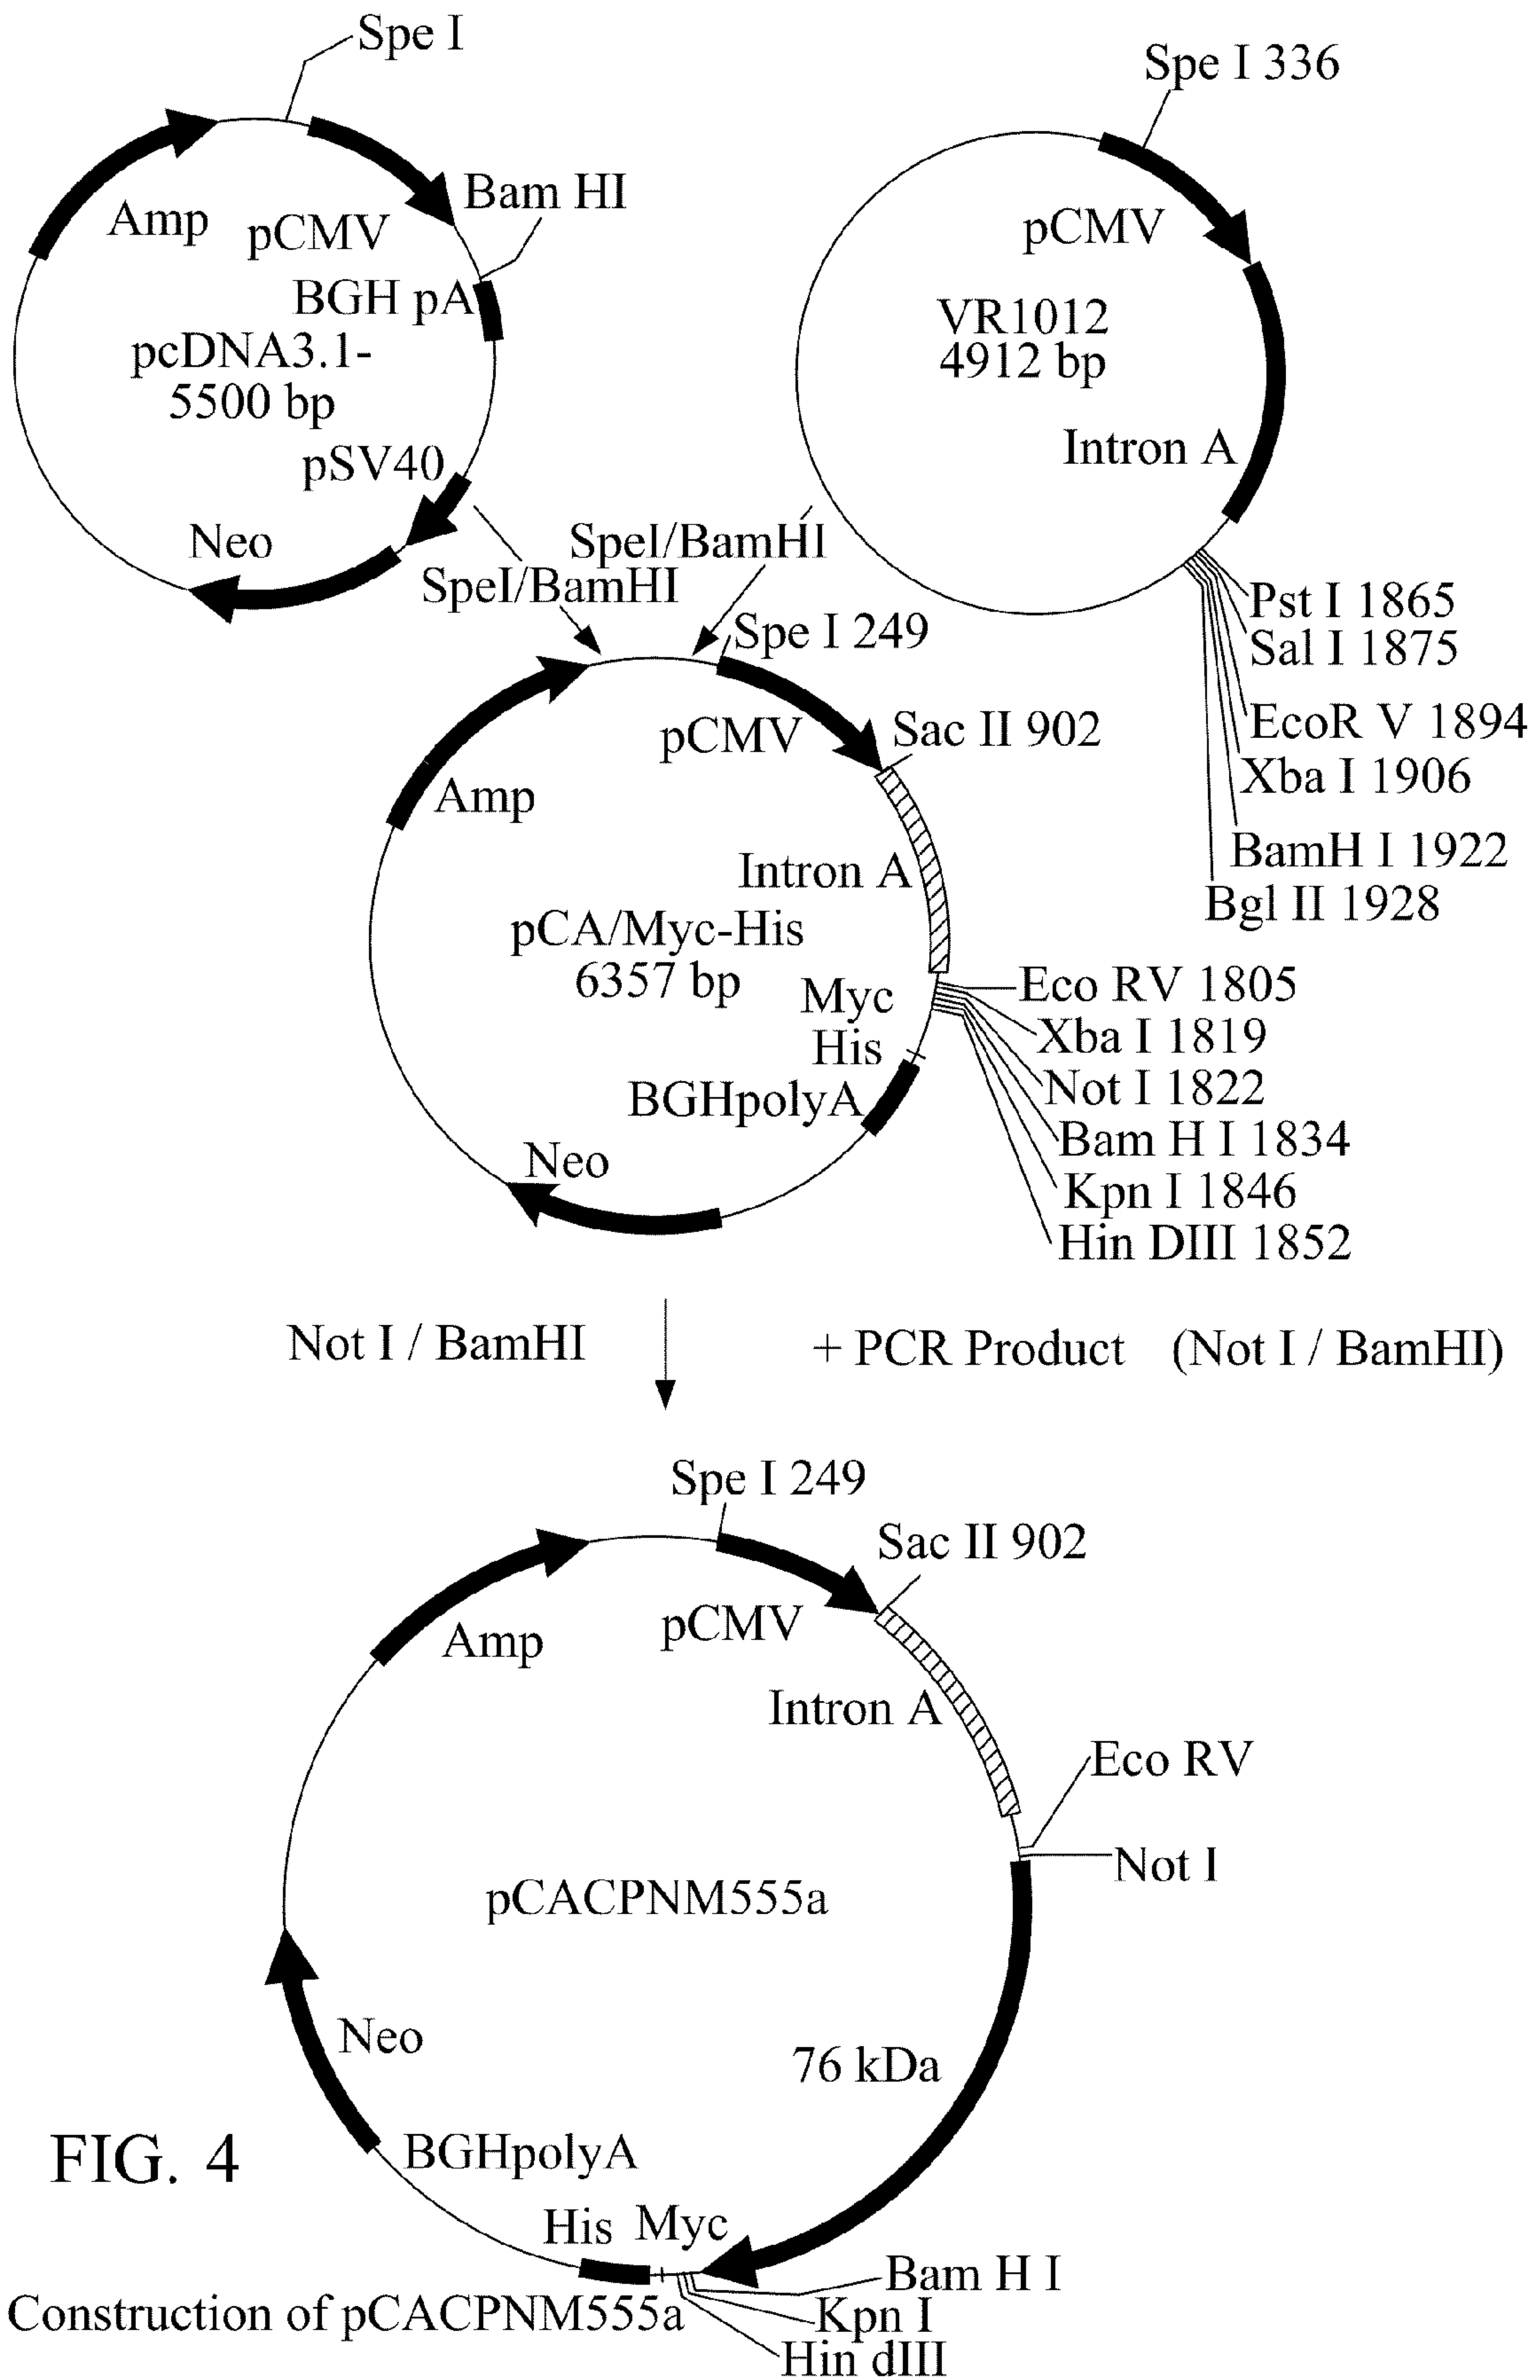 Spe I
Amp
pCMV
Bam HI
BGH pA
pcDNA3.1-
5500 bp
pSV40
Neo
SpeI/BamHI
Spe I 336
pCMV
VR1012
4912 bp
Intron A
SpeI/BamHI
Pst I 1865
Sal I 1875
EcoR V 1894
Xba I 1906
BamH I 1922
Bgl II 1928
Spe I 249
pCMV
Sac II 902
Amp
Intron A
pCA/Myc-His
6357 bp
Myc
His
BGHpolyA
Neo
Eco RV 1805
Xba I 1819
Not I 1822
Bam H I 1834
Kpn I 1846
Hin DIII 1852
Not I / BamHI
+ PCR Product (Not I / BamHI)
Spe I 249
Sac II 902
Amp
pCMV
Intron A
Eco RV
Not I
pCACPNM555a
76 kDa
Neo
BGHpolyA
His Myc
Bam H I
Kpn I
Hin dIII
FIG. 4
Construction of pCACPNM555a